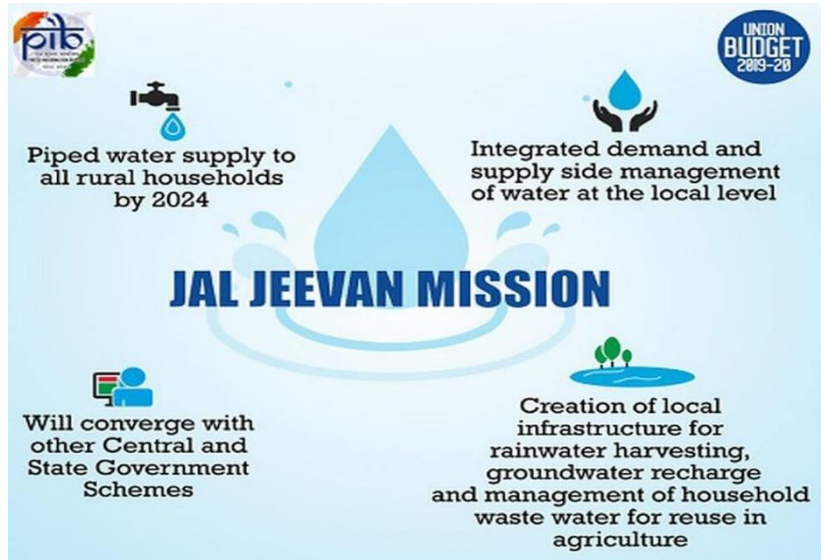 pib
UNION
BUDGET
2019-20
Piped water supply to
all rural households
by 2024
Integrated demand and
supply side management
of water at the local level
JAL JEEVAN MISSION
Will converge with
other Central and
State Government
Schemes
Creation of local
infrastructure for
rainwater harvesting,
groundwater recharge
and management of household
waste water for reuse in
agriculture